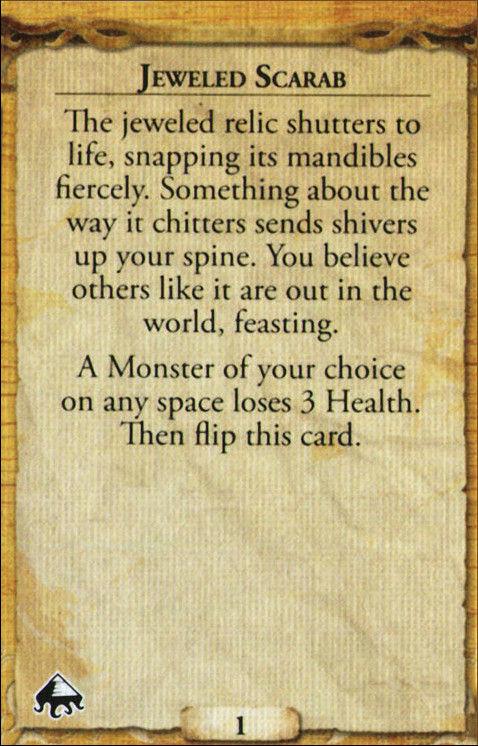 Jeweled Scarab
The jeweled relic shutters to
life, snapping its mandibles
fiercely. Something about the
way it chitters sends shivers
up your spine. You believe
others like it are out in the
world, feasting.
A Monster of your choice
on any space loses 3 Health.
Then flip this card.
1